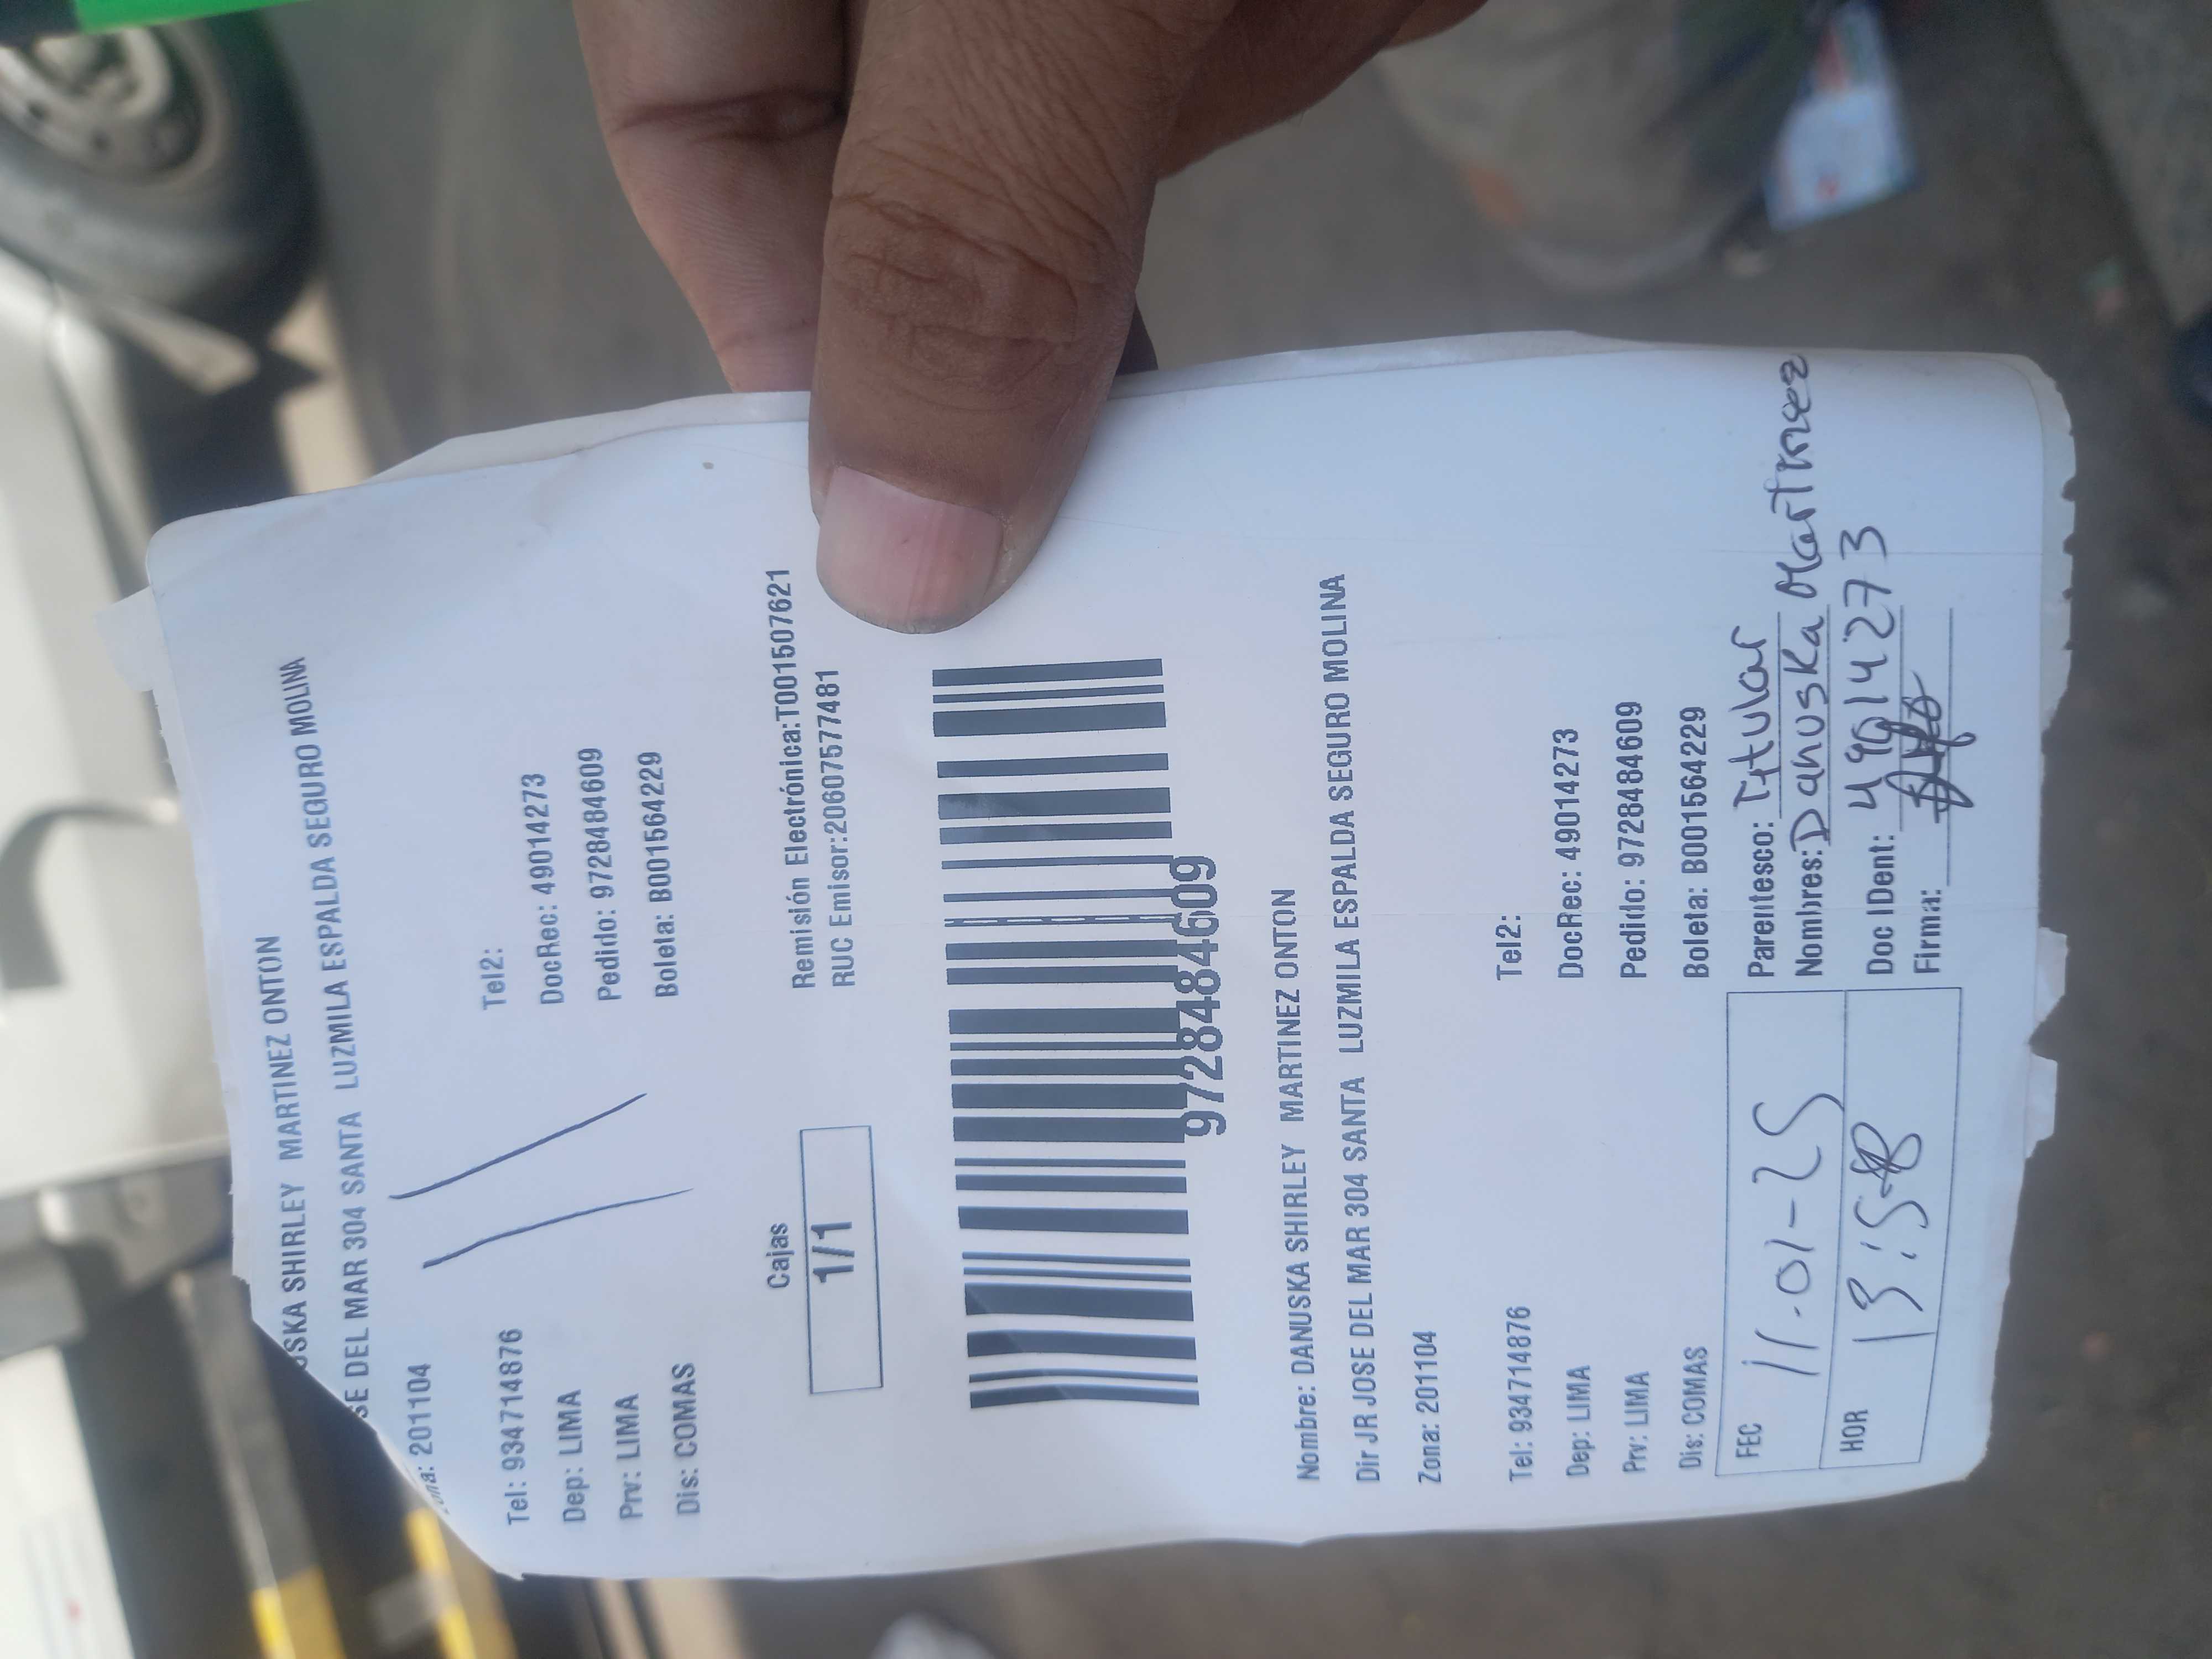 USKA SHIRLEY MARTINEZ ONTON
SE DEL MAR 304 SANTA LUZMILA ESPALDA SEGURO MOLINA
ona: 201104
Tel: 934714876 Tel2:
Dep: LIMA DocRec: 49014273
Prv: LIMA Pedido: 9728484609
Dis: COMAS Boleta: B001564229
Cajas
1/1
Remisión Electrónica:T001507621
RUC Emisor:20607577481
9728484609
Nombre: DANUSKA SHIRLEY MARTINEZ ONTON
Dir JR JOSE DEL MAR 304 SANTA LUZMILA ESPALDA SEGURO MOLINA
Zona: 201104
Tel: 934714876 Tel2:
Dep: LIMA DocRec: 49014273
Prv: LIMA Pedido: 9728484609
Dis: COMAS Boleta: B001564229
FEC 11-01-25
HOR 13:58
Parentesco: Titular
Nombres: Danuska Martinez
Doc IDent: 49014273
Firma: